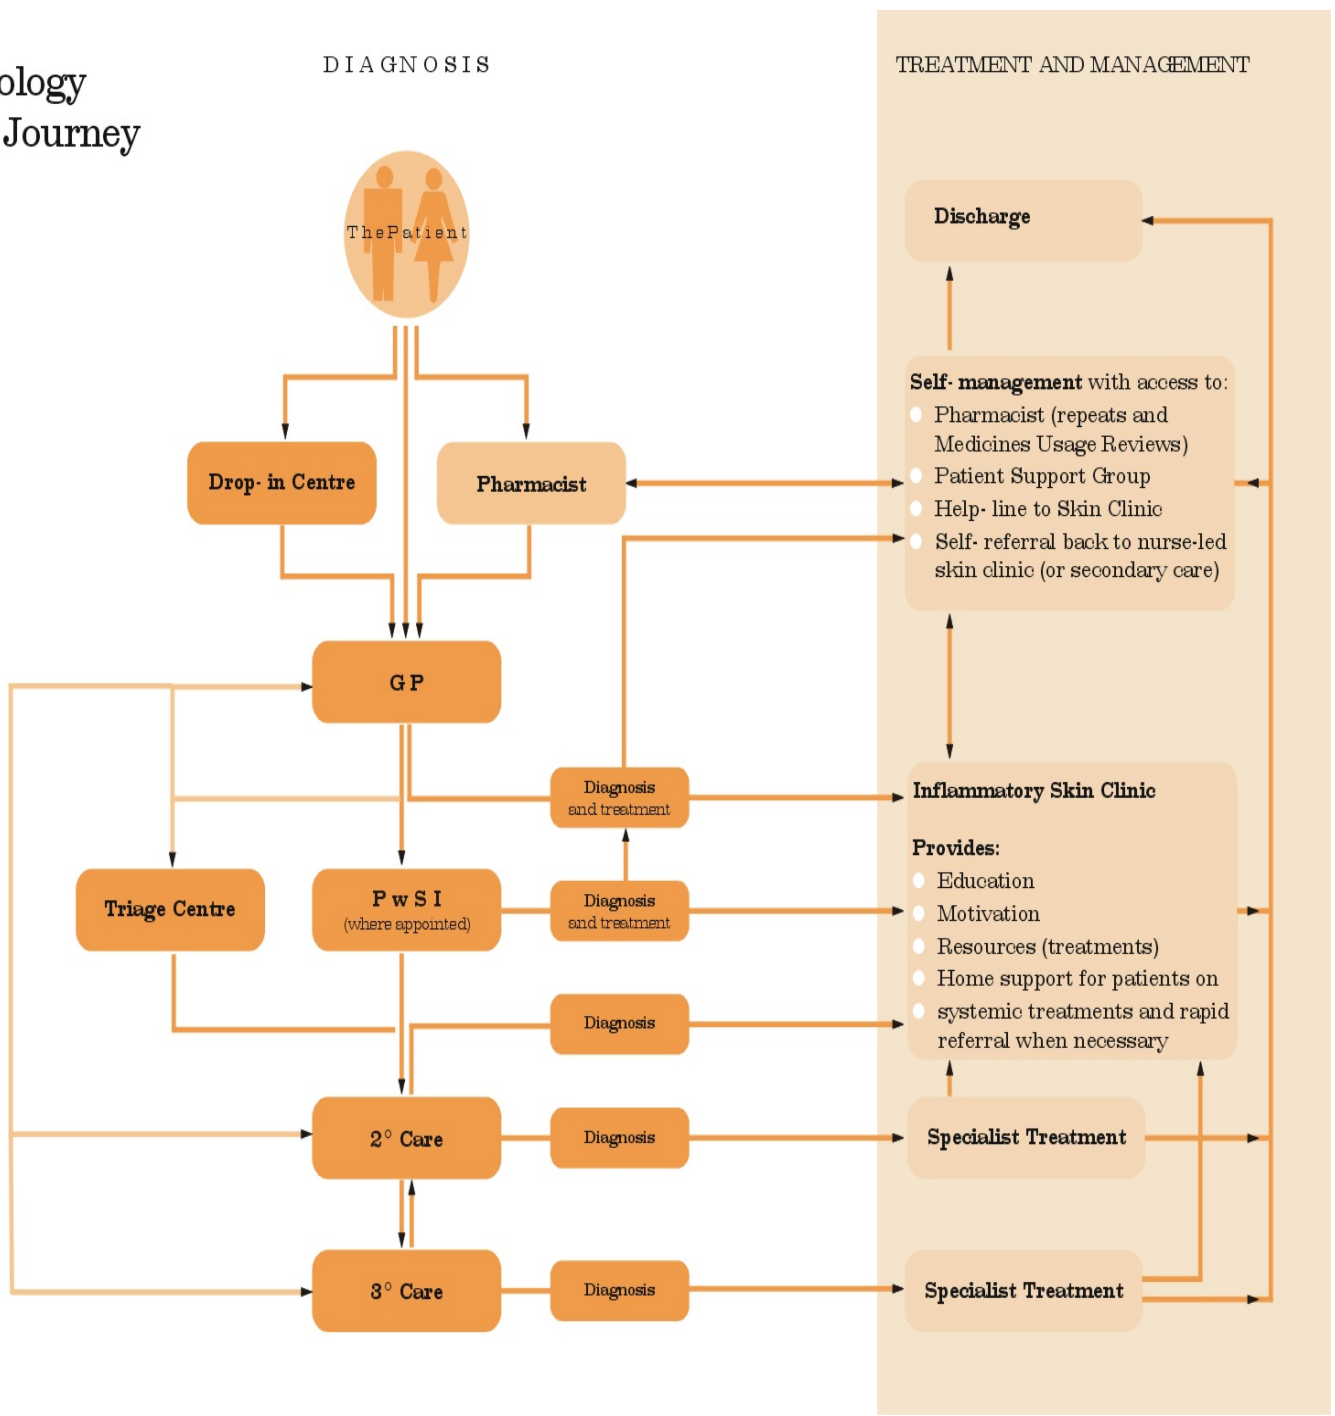 ology
Journey
DIAGNOSIS
TREATMENT AND MANAGEMENT
The Patient
Discharge
Self- management with access to:
Pharmacist (repeats and
Medicines Usage Reviews)
Patient Support Group
Help- line to Skin Clinic
Self- referral back to nurse-led
skin clinic (or secondary care)
Drop- in Centre
Pharmacist
GP
Diagnosis
and treatment
Inflammatory Skin Clinic
Provides:
Education
Motivation
Resources (treatments)
Home support for patients on
systemic treatments and rapid
referral when necessary
Triage Centre
PwSI
(where appointed)
Diagnosis
and treatment
Diagnosis
2° Care
Diagnosis
Specialist Treatment
3° Care
Diagnosis
Specialist Treatment